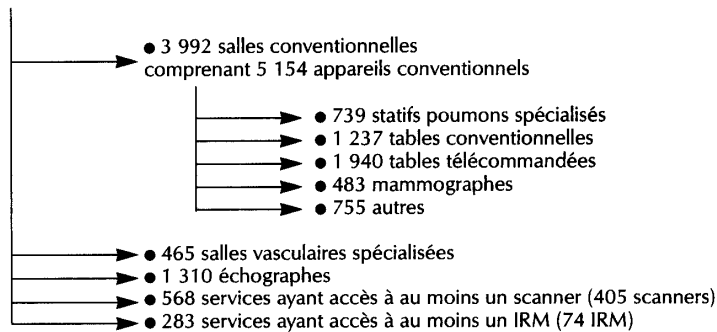 ● 3 992 salles conventionnelles
comprenant 5 154 appareils conventionnels
● 739 statifs poumons spécialisés
● 1 237 tables conventionnelles
● 1 940 tables télécommandées
● 483 mammographes
● 755 autres
● 465 salles vasculaires spécialisées
● 1 310 échographes
● 568 services ayant accès à au moins un scanner (405 scanners)
● 283 services ayant accès à au moins un IRM (74 IRM)